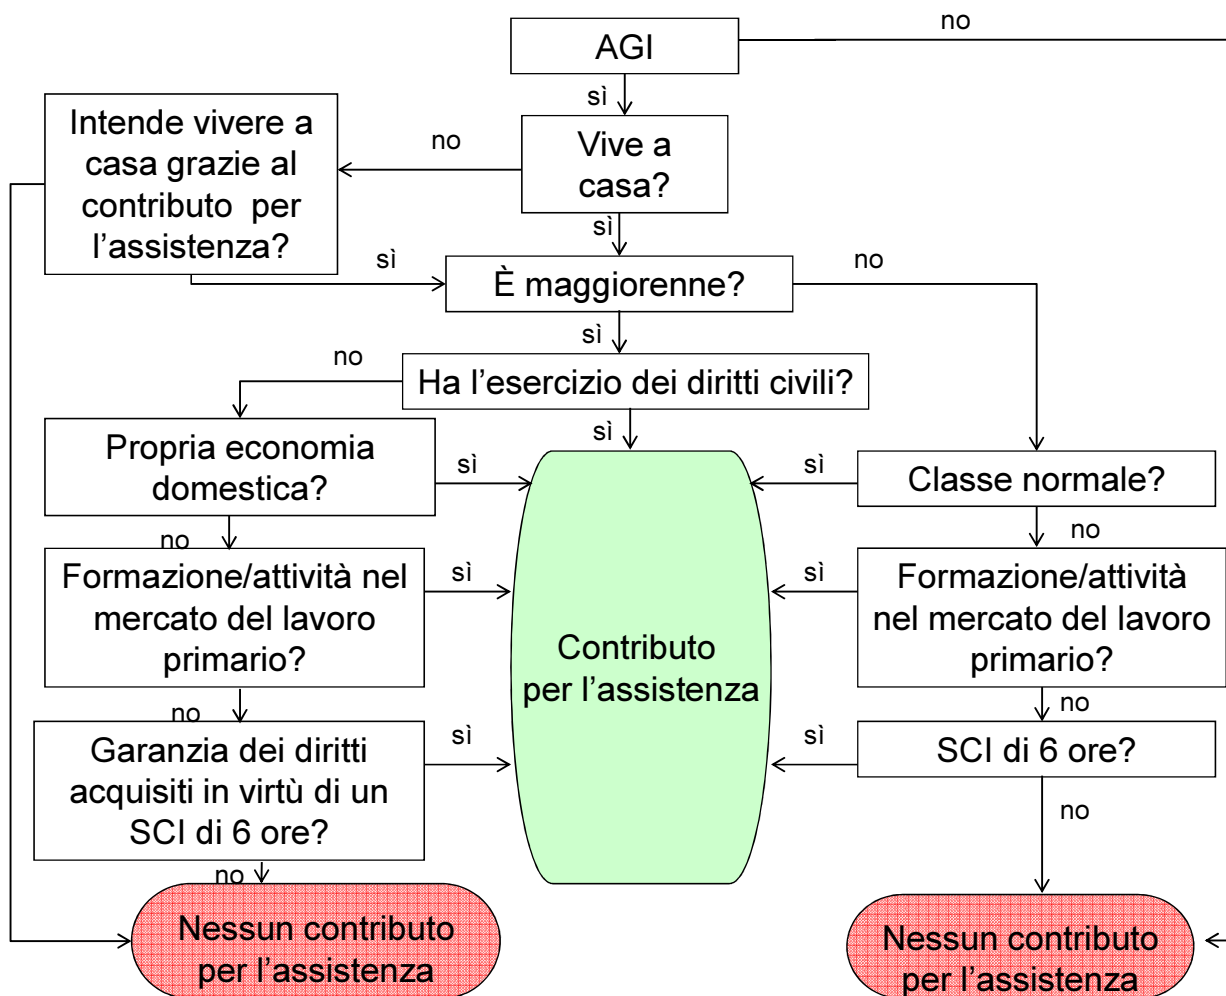 no
AGI
sì
Intende vivere a
casa grazie al
contributo per
l'assistenza?
no
Vive a
casa?
sì
sì
È maggiorenne?
no
sì
no
Ha l'esercizio dei diritti civili?
sì
Propria economia
domestica?
sì
sì
Classe normale?
no
no
Formazione/attività nel
mercato del lavoro
primario?
sì
Contributo
per l'assistenza
sì
Formazione/attività
nel mercato del lavoro
primario?
no
no
Garanzia dei diritti
acquisiti in virtù di un
SCI di 6 ore?
sì
sì
SCI di 6 ore?
no
no
Nessun contributo
per l'assistenza
Nessun contributo
per l'assistenza